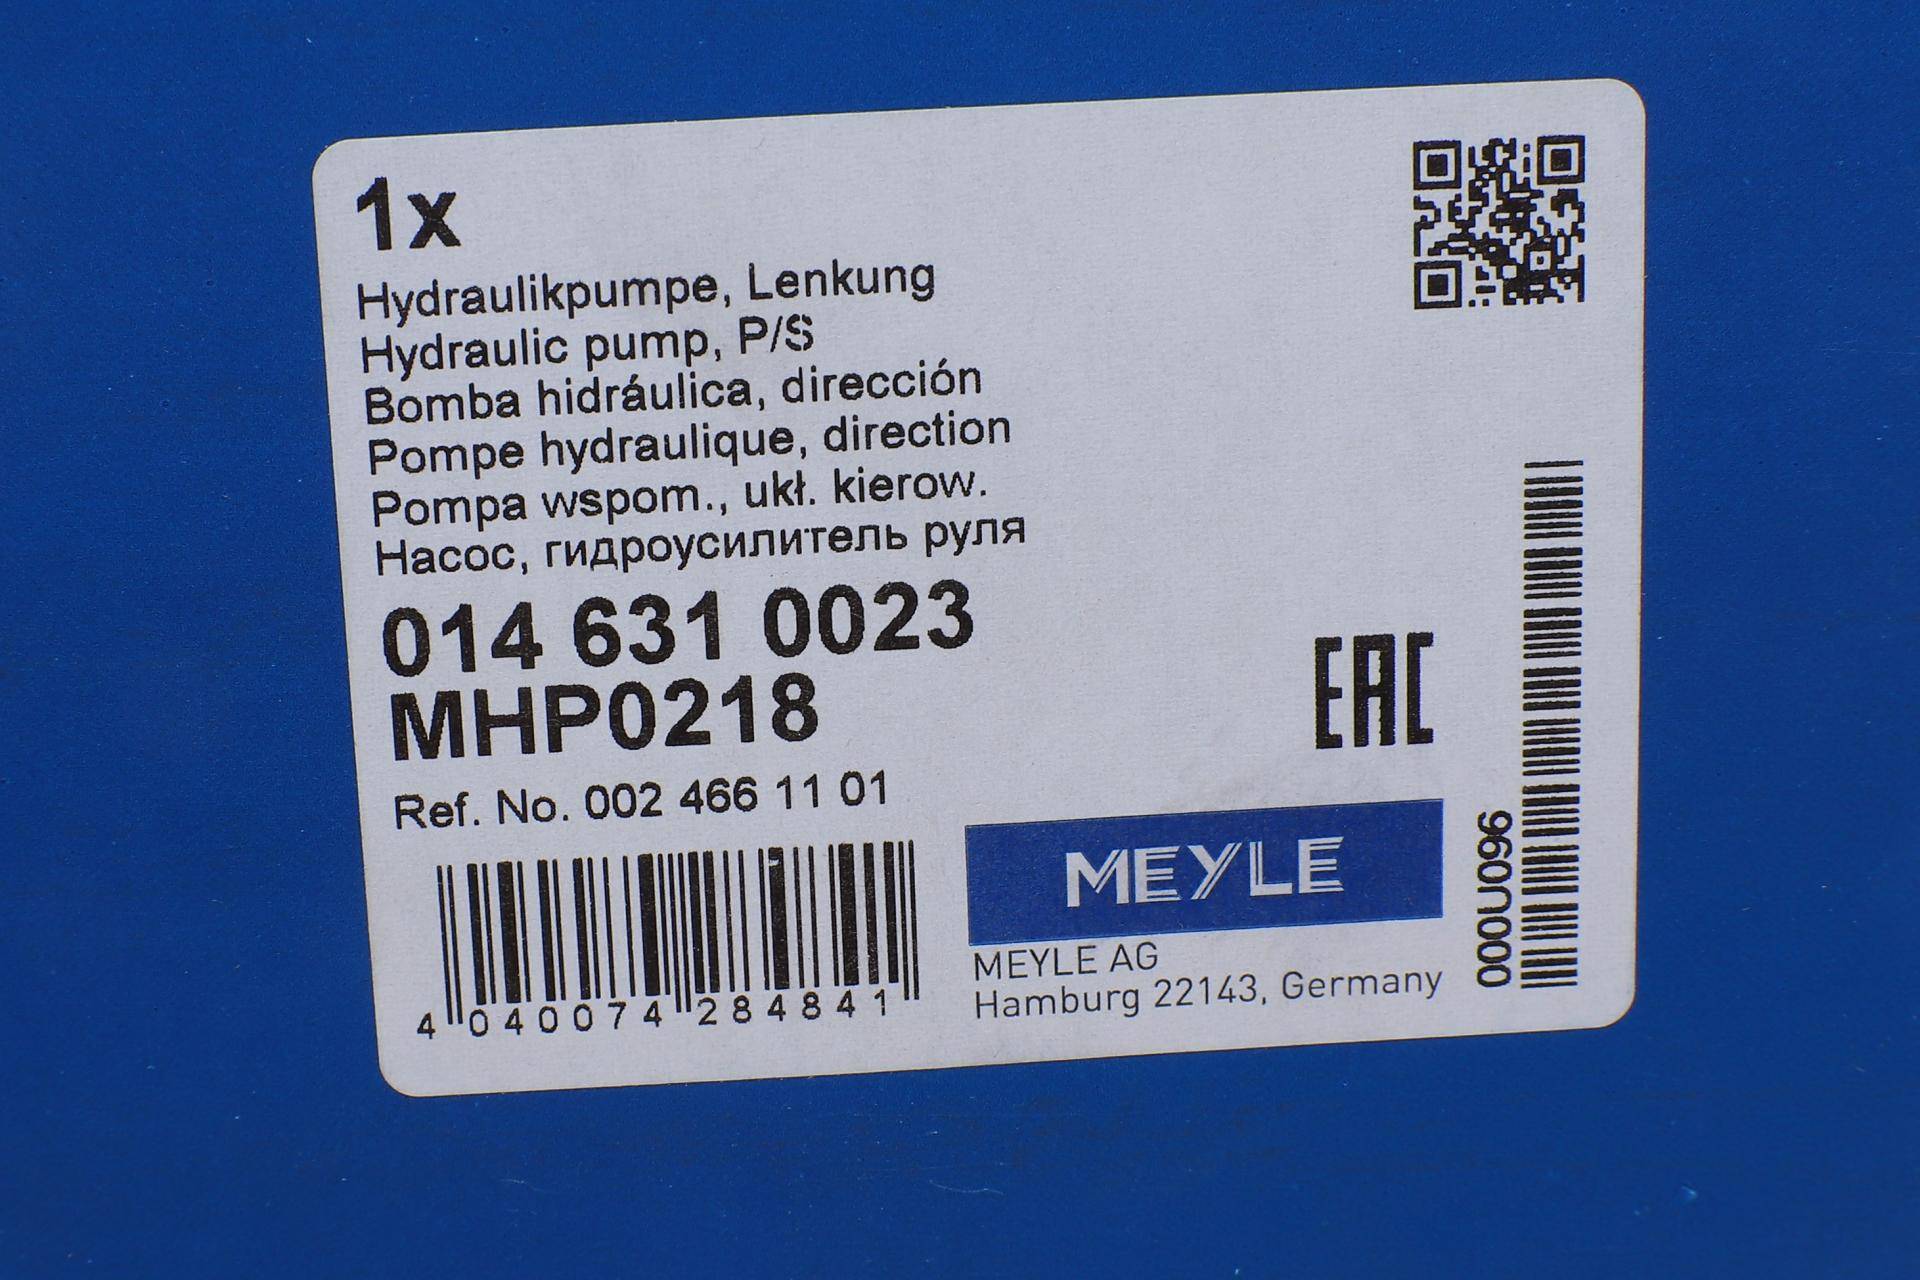 1x
Hydraulikpumpe, Lenkung
Hydraulic pump, P/S
Bomba hidráulica, dirección
Pompe hydraulique, direction
Pompa wspom., ukł. kierow.
Насос, гидроусилитель руля
014 631 0023
MHP0218
Ref. No. 002 466 11 01
4 040074 284841
EAC
MEYLE
MEYLE AG
Hamburg 22143, Germany
000U096